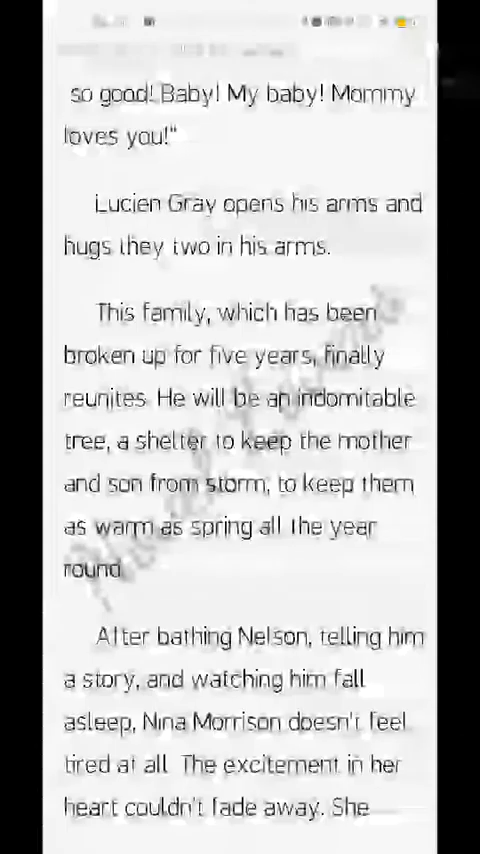 so good! Baby! My baby! Mommy
loves you!"
Lucien Gray opens his arms and
hugs they two in his arms.
This family, which has been
broken up for five years, finally
reunites. He will be an indomitable
tree, a shelter to keep the mother
and son from storm, to keep them
as warm as spring all the year
round.
After bathing Nelson, telling him
a story, and watching him fall
asleep, Nina Morrison doesn't feel
tired at all. The excitement in her
heart couldn't fade away. She